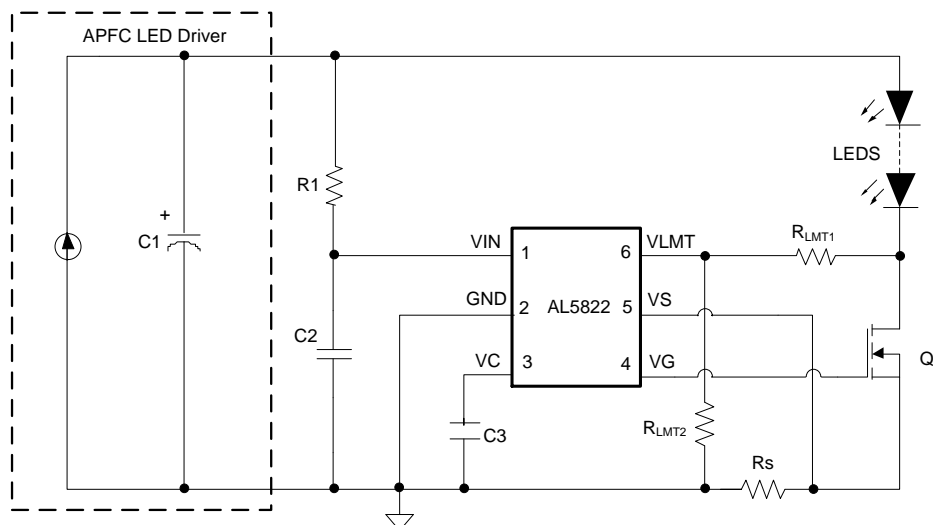 APFC LED Driver
LEDS
R1
+
C1
RLMT1
VIN
1
6
VLMT
GND
2
AL5822
5
VS
C2
VC
3
4
VG
Q
C3
RLMT2
Rs